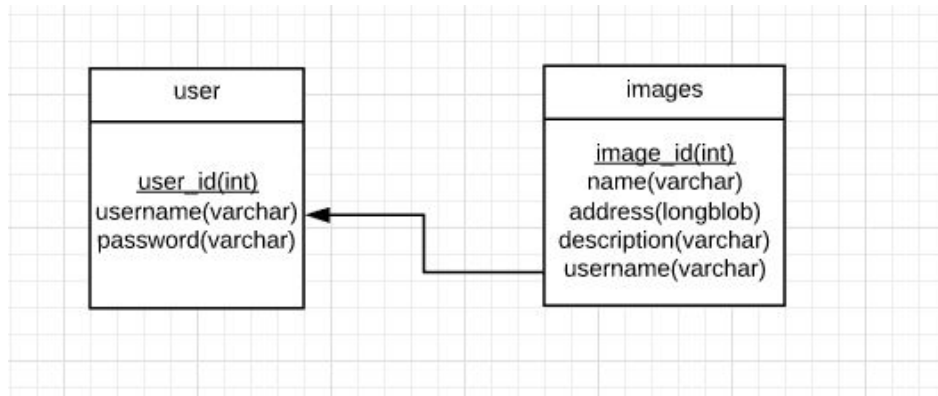 user
user_id(int)
username(varchar)
password(varchar)
images
image_id(int)
name(varchar)
address(longblob)
description(varchar)
username(varchar)